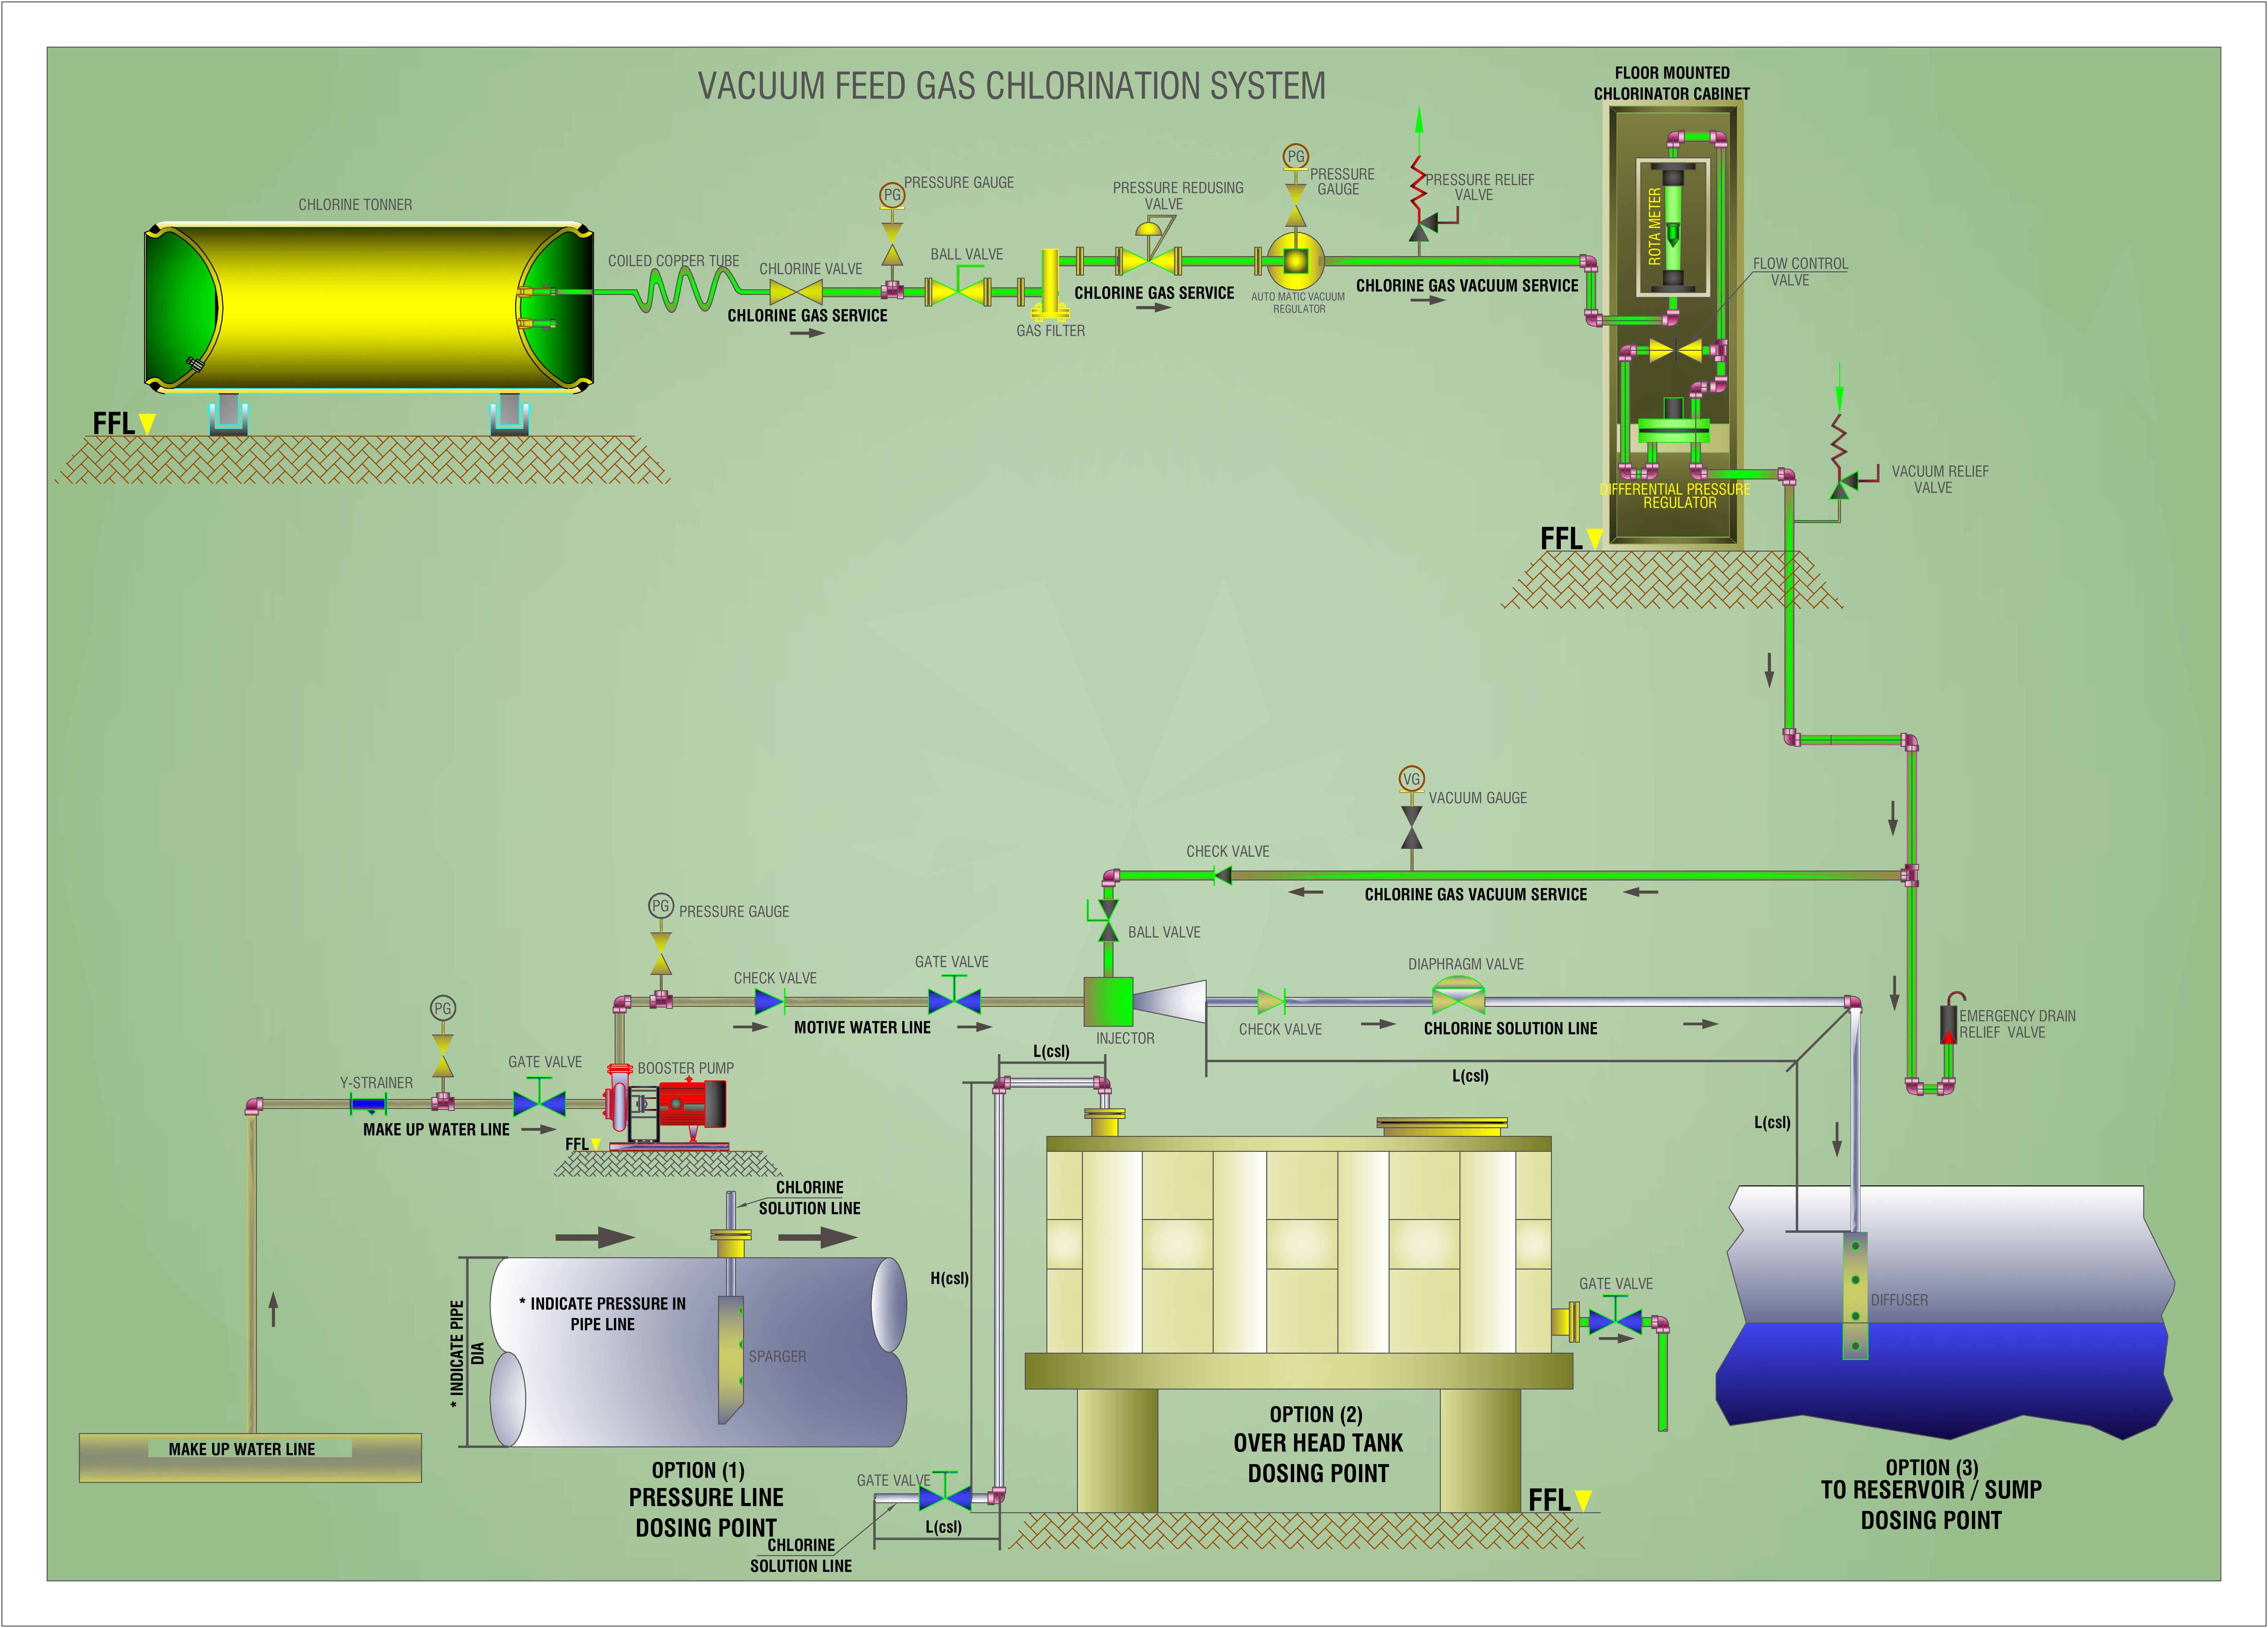 VACUUM FEED GAS CHLORINATION SYSTEM
FLOOR MOUNTED
CHLORINATOR CABINET
CHLORINE TONNER
COILED COPPER TUBE
CHLORINE VALVE
CHLORINE GAS SERVICE
PG
PRESSURE GAUGE
BALL VALVE
GAS FILTER
PRESSURE REDUSING
VALVE
CHLORINE GAS SERVICE
PG
PRESSURE
GAUGE
AUTO MATIC VACUUM
REGULATOR
PRESSURE RELIEF
VALVE
CHLORINE GAS VACUUM SERVICE
ROTA METER
FLOW CONTROL
VALVE
DIFFERENTIAL PRESSURE
REGULATOR
VACUUM RELIEF
VALVE
FFL
FFL
VG
VACUUM GAUGE
CHECK VALVE
CHLORINE GAS VACUUM SERVICE
BALL VALVE
PG
PRESSURE GAUGE
CHECK VALVE
GATE VALVE
MOTIVE WATER LINE
INJECTOR
CHECK VALVE
DIAPHRAGM VALVE
CHLORINE SOLUTION LINE
EMERGENCY DRAIN
RELIEF VALVE
PG
Y-STRAINER
GATE VALVE
BOOSTER PUMP
MAKE UP WATER LINE
FFL
L(csl)
L(csl)
L(csl)
CHLORINE
SOLUTION LINE
* INDICATE PRESSURE IN
PIPE LINE
* INDICATE PIPE
DIA
SPARGER
H(csl)
GATE VALVE
DIFFUSER
MAKE UP WATER LINE
OPTION (1)
PRESSURE LINE
DOSING POINT
GATE VALVE
L(csl)
CHLORINE
SOLUTION LINE
OPTION (2)
OVER HEAD TANK
DOSING POINT
FFL
OPTION (3)
TO RESERVOIR / SUMP
DOSING POINT